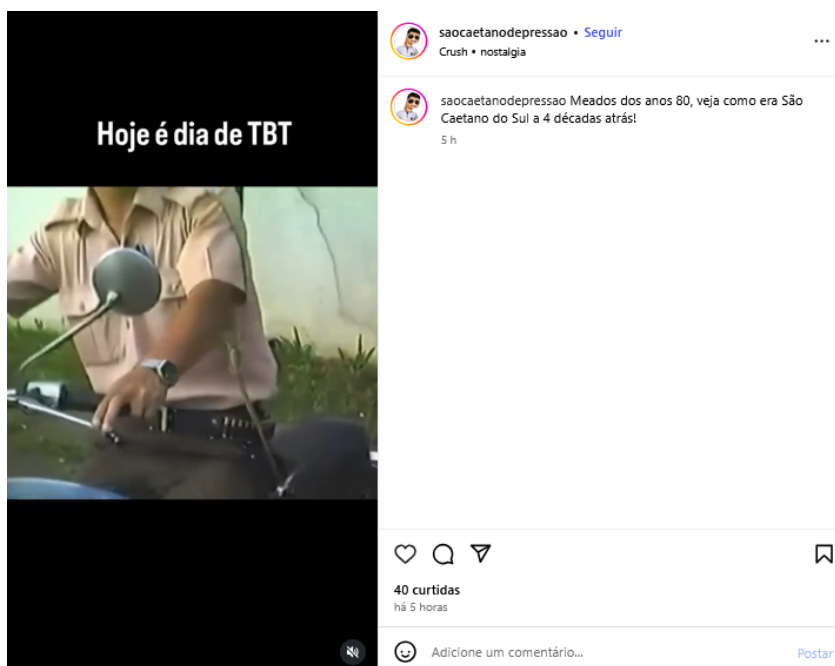 Hoje é dia de TBT
saocaetanodepressao • Seguir
Crush • nostalgia
saocaetanodepressao Meados dos anos 80, veja como era São
Caetano do Sul a 4 décadas atrás!
5 h
40 curtidas
há 5 horas
Adicione um comentário...
Postar